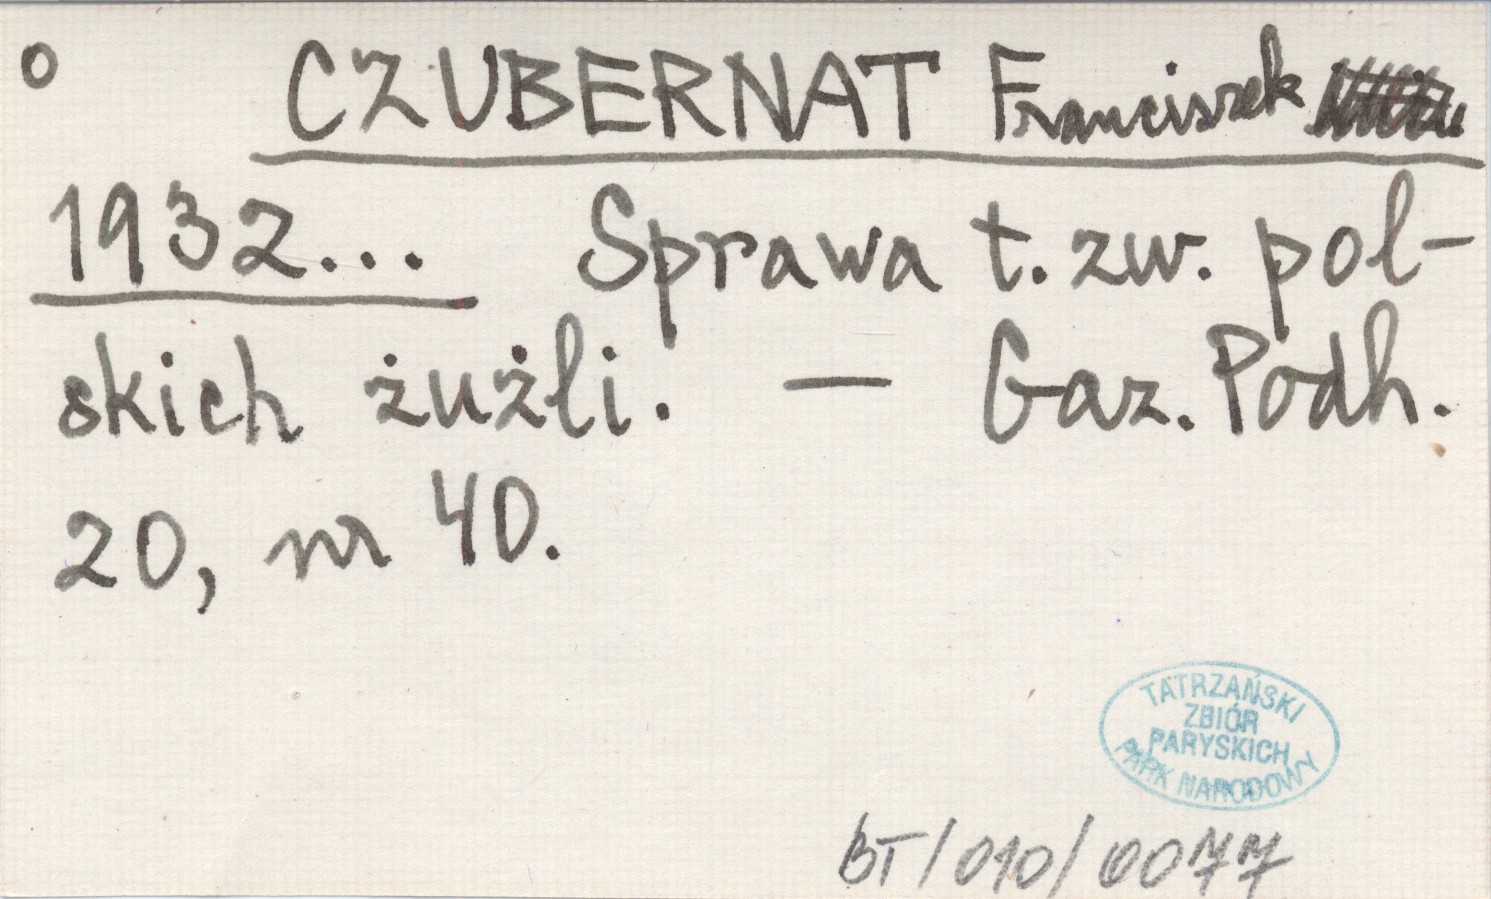 o CZUBERNAT Franciszek
1932... Sprawa t.zw. pol-
skich żużli. — Gaz. Podh.
20, nr 40.
TATRZAŃSKI
ZBIÓR
PARYSKICH
PARK NARODOWY
BT/010/0077